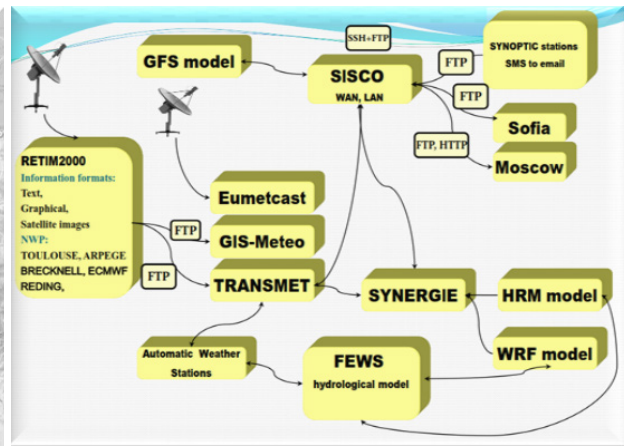 SSH+FTP
GFS model
SISCO
WAN, LAN
FTP
SYNOPTIC stations
SMS to email
FTP
Sofia
FTP, HTTP
Moscow
RETIM2000
Information formats:
Text,
Graphical,
Satellite images
NWP:
TOULOUSE, ARPEGE
BRECKNELL, ECMWF
REDING,
Eumetcast
FTP
GIS-Meteo
FTP
TRANSMET
SYNERGIE
HRM model
Automatic Weather
Stations
FEWS
hydrological model
WRF model